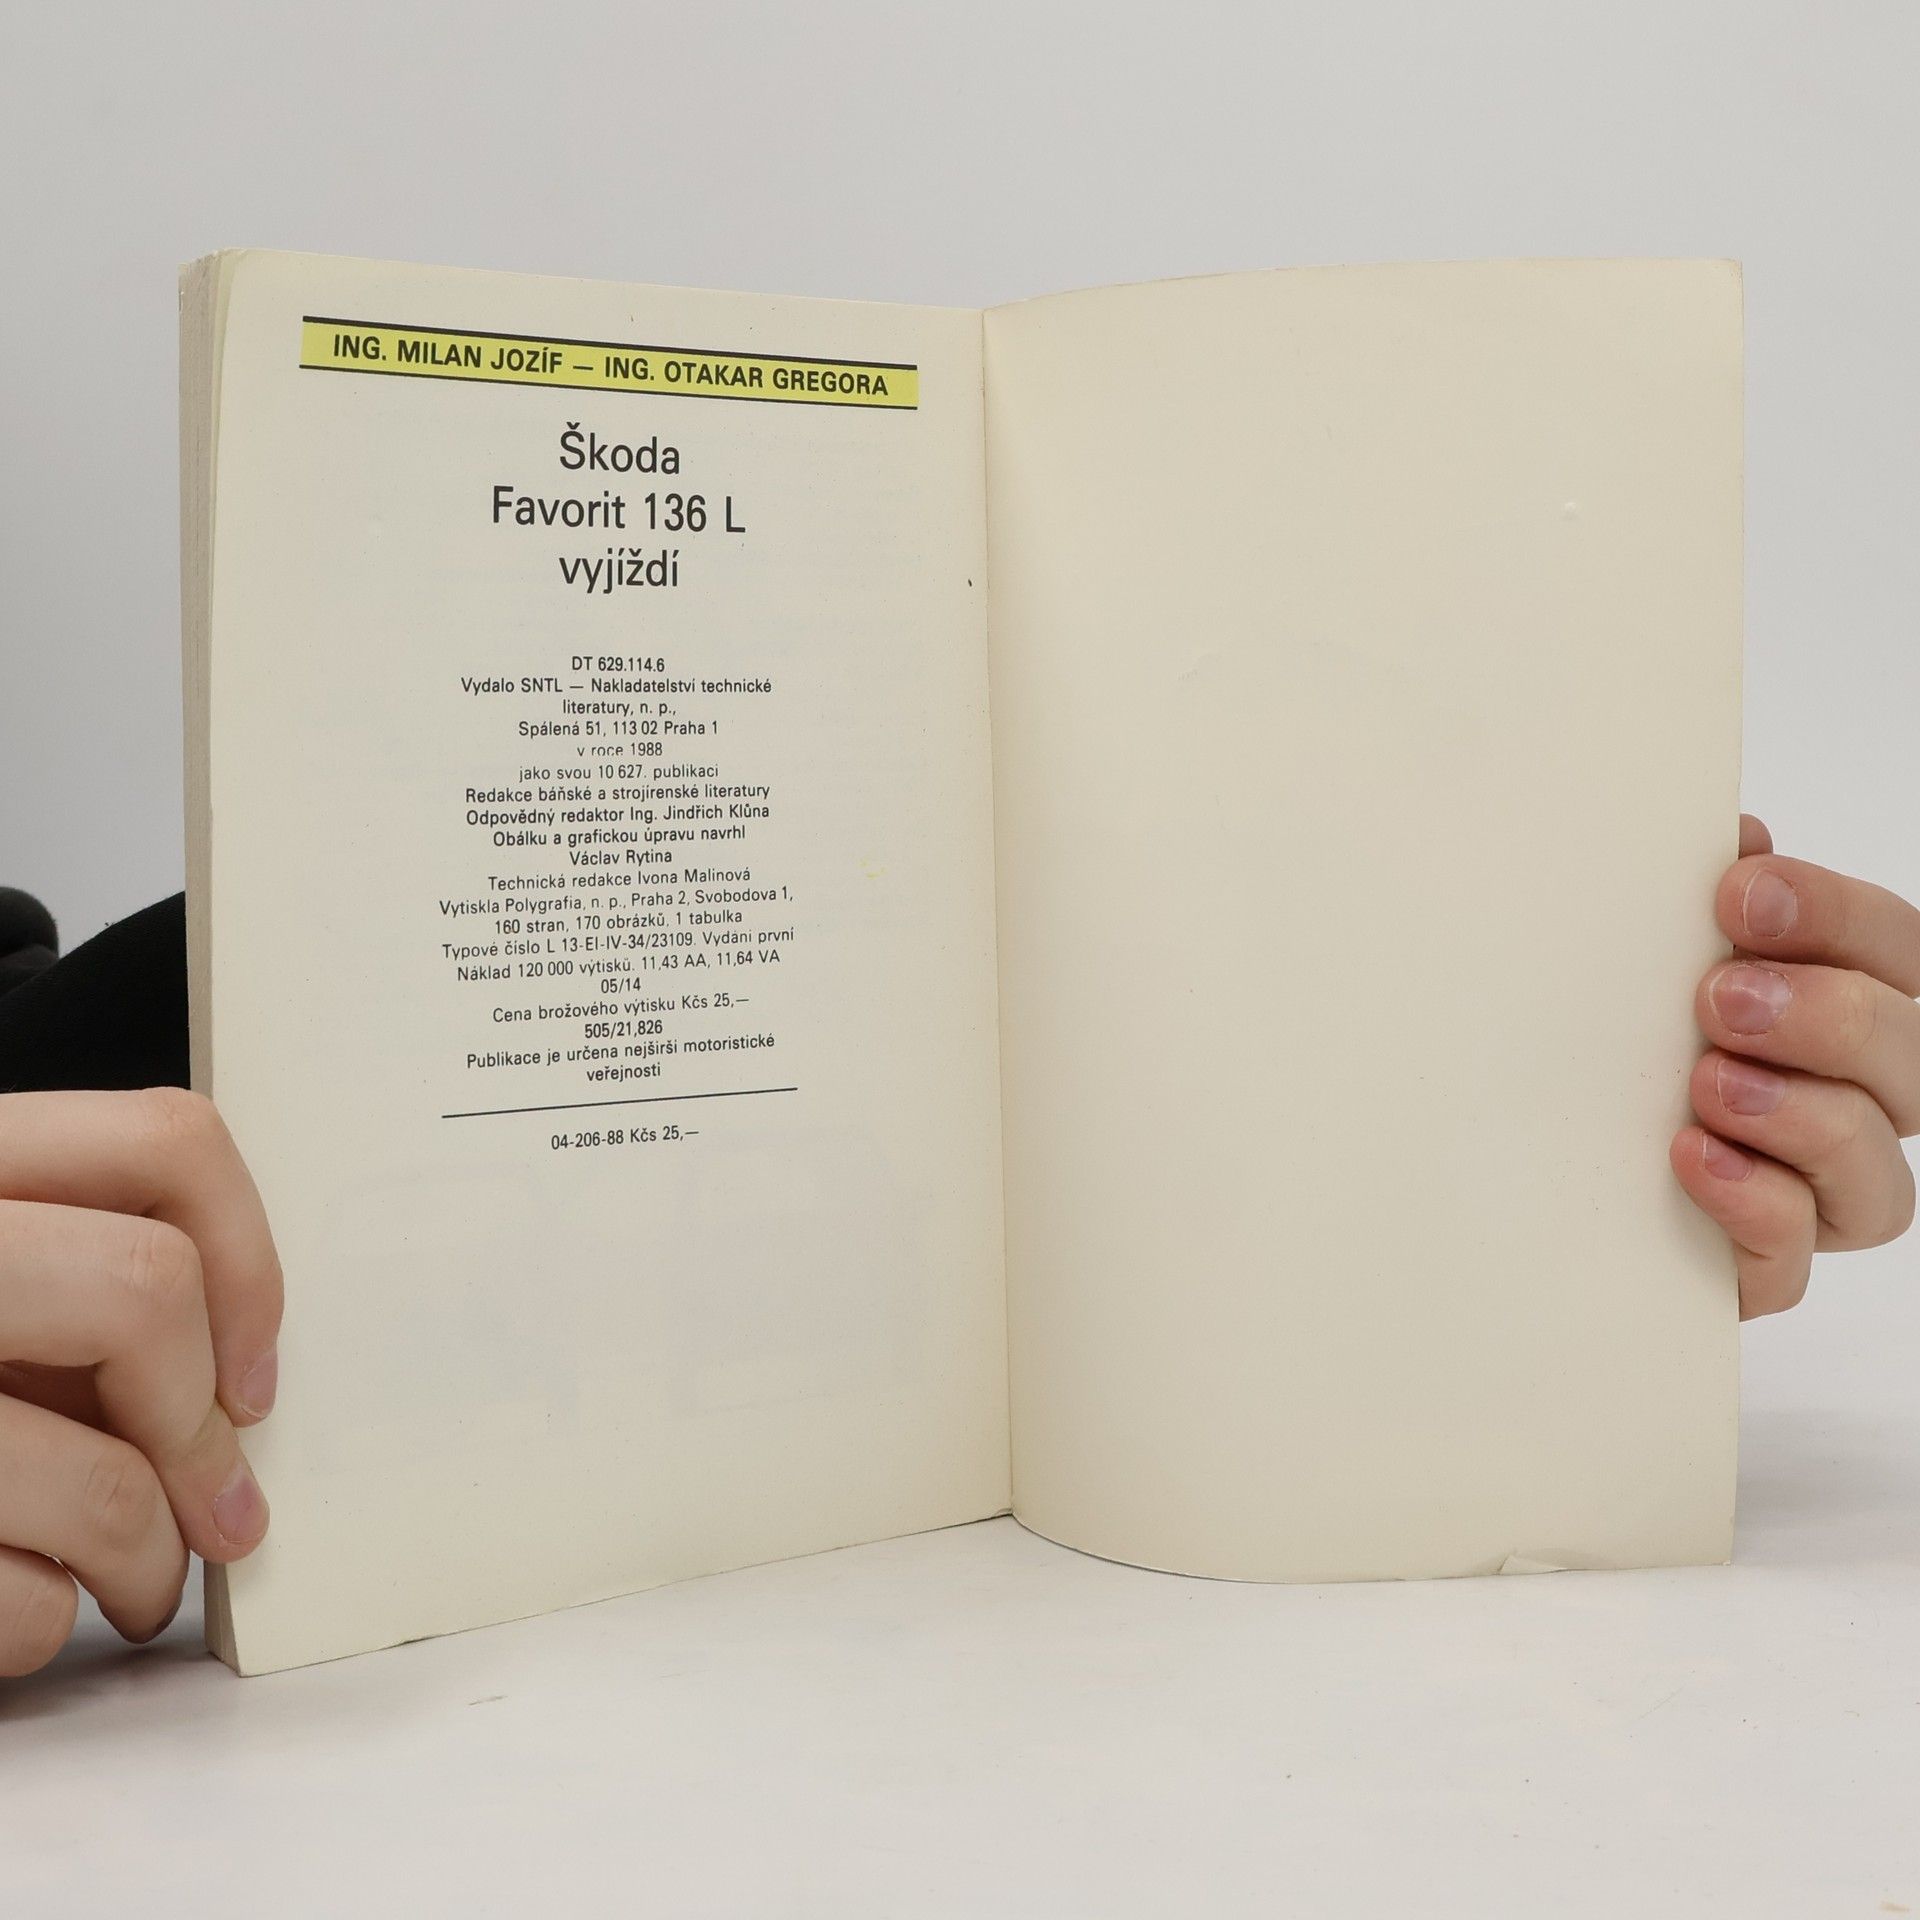 ING. MILAN JOZÍF — ING. OTAKAR GREGORA
Škoda
Favorit 136 L
vyjíždí
DT 629.114.6
Vydalo SNTL — Nakladatelství technické
literatury, n. p.,
Spálená 51, 113 02 Praha 1
v roce 1988
jako svou 10 627. publikaci
Redakce báňské a strojírenské literatury
Odpovědný redaktor Ing. Jindřich Klůna
Obálku a grafickou úpravu navrhl
Václav Rytina
Technická redakce Ivona Malinová
Vytiskla Polygrafia, n. p., Praha 2, Svobodova 1,
160 stran, 170 obrázků, 1 tabulka
Typové číslo L 13-EI-IV-34/23109. Vydání první
Náklad 120 000 výtisků. 11,43 AA, 11,64 VA
05/14
Cena brožového výtisku Kčs 25,—
505/21,826
Publikace je určena nejširší motoristické
veřejnosti
04-206-88 Kčs 25,—